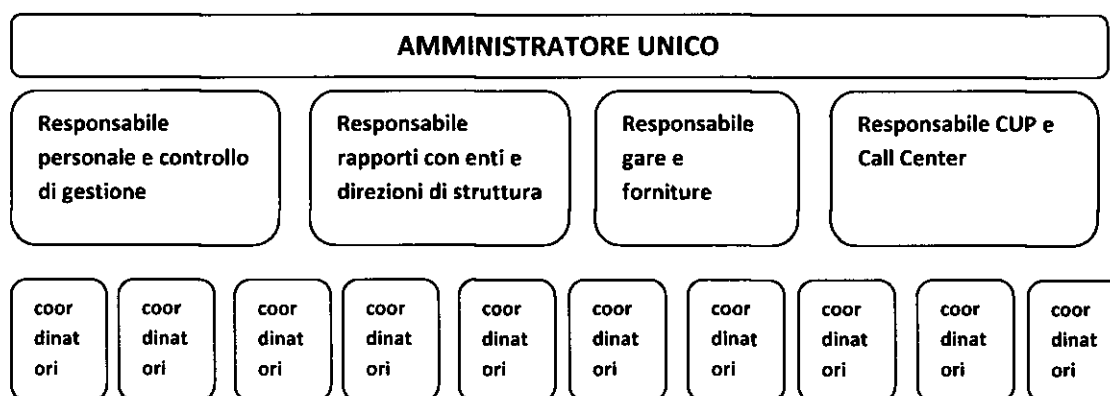 AMMINISTRATORE UNICO
Responsabile
personale e controllo
di gestione
Responsabile
rapporti con enti e
direzioni di struttura
Responsabile
gare e
forniture
Responsabile CUP e
Call Center
coor
dinat
ori
coor
dinat
ori
coor
dinat
ori
coor
dinat
ori
coor
dinat
ori
coor
dinat
ori
coor
dinat
ori
coor
dinat
ori
coor
dinat
ori
coor
dinat
ori